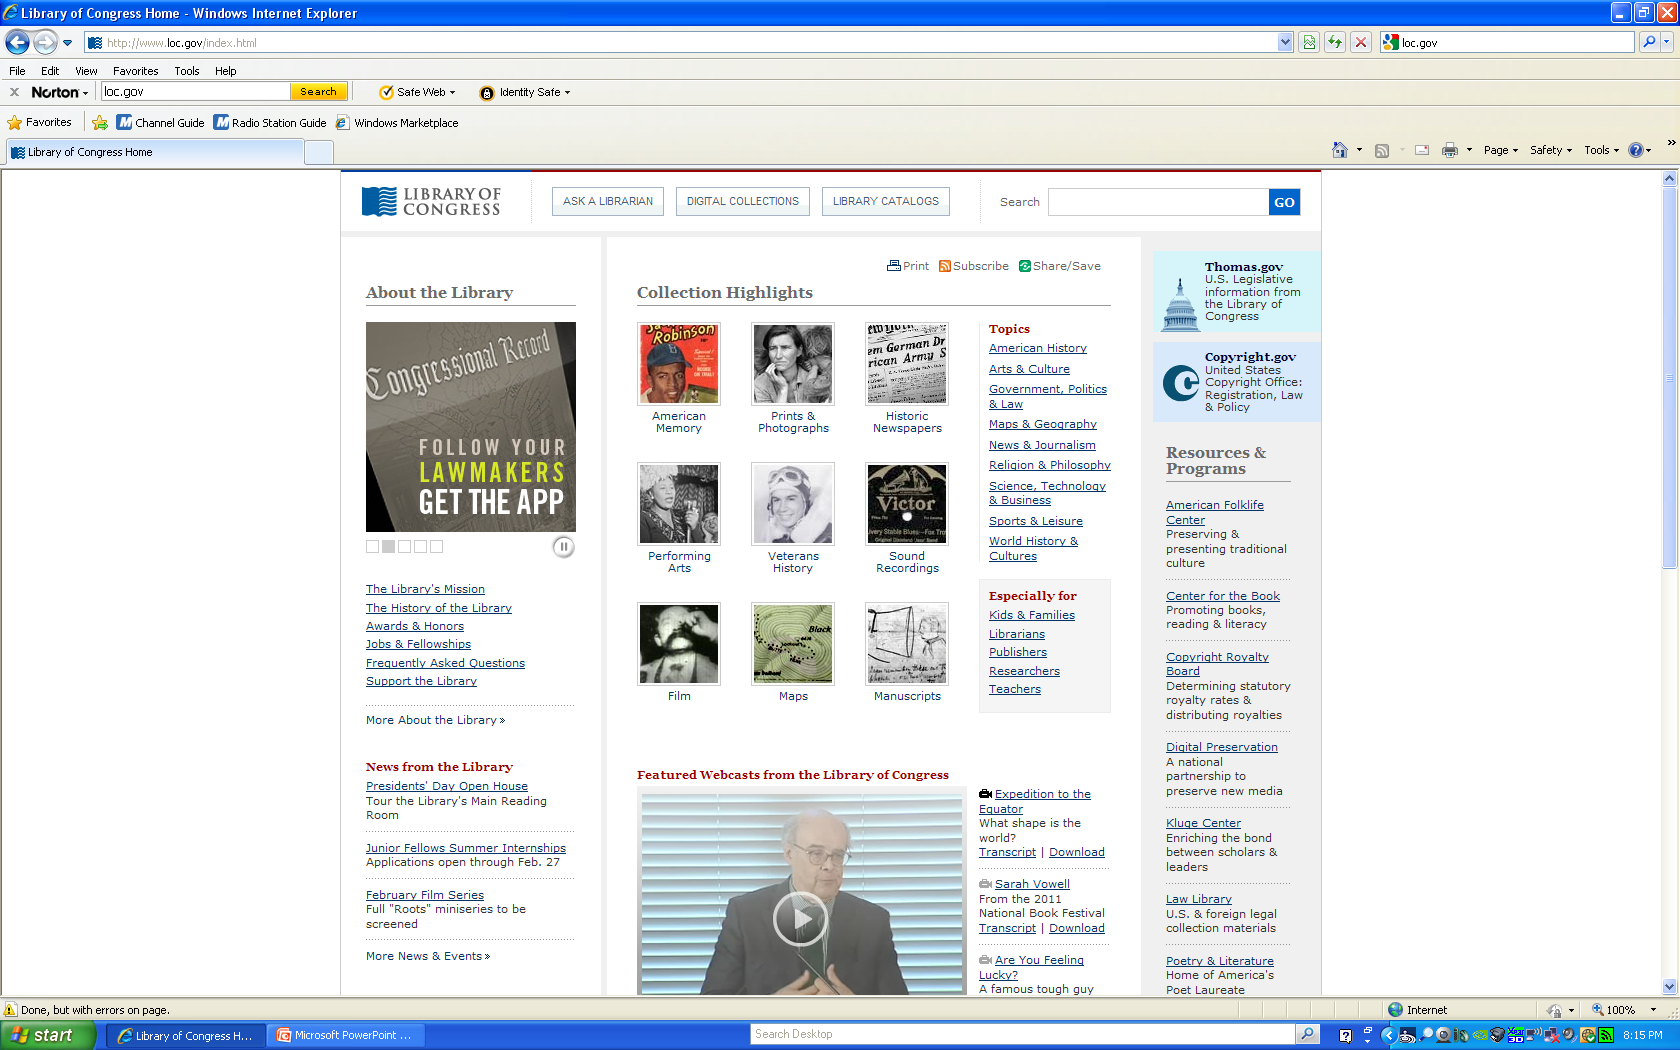 Library of Congress Home - Windows Internet Explorer
http://www.loc.gov/index.html
loc.gov
File Edit View Favorites Tools Help
Norton
loc.gov
Search
Safe Web
Identity Safe
Favorites
Channel Guide
Radio Station Guide
Windows Marketplace
Library of Congress Home
Page Safety Tools
LIBRARY OF
CONGRESS
ASK A LIBRARIAN
DIGITAL COLLECTIONS
LIBRARY CATALOGS
Search
GO
Print Subscribe Share/Save
About the Library
Congressional Record
FOLLOW YOUR
LAWMAKERS
GET THE APP
The Library's Mission
The History of the Library
Awards & Honors
Jobs & Fellowships
Frequently Asked Questions
Support the Library
More About the Library »
News from the Library
Presidents' Day Open House
Tour the Library's Main Reading
Room
Junior Fellows Summer Internships
Applications open through Feb. 27
February Film Series
Full "Roots" miniseries to be
screened
More News & Events »
Collection Highlights
Robinson
American
Memory
Prints &
Photographs
Historic
Newspapers
Performing
Arts
Veterans
History
Victor
Sound
Recordings
Film
Black
Maps
Manuscripts
Topics
American History
Arts & Culture
Government, Politics
& Law
Maps & Geography
News & Journalism
Religion & Philosophy
Science, Technology
& Business
Sports & Leisure
World History &
Cultures
Especially for
Kids & Families
Librarians
Publishers
Researchers
Teachers
Featured Webcasts from the Library of Congress
Expedition to the
Equator
What shape is the
world?
Transcript | Download
Sarah Vowell
From the 2011
National Book Festival
Transcript | Download
Are You Feeling
Lucky?
A famous tough guy
Thomas.gov
U.S. Legislative
information from
the Library of
Congress
Copyright.gov
United States
Copyright Office:
Registration, Law
& Policy
Resources &
Programs
American Folklife
Center
Preserving &
presenting traditional
culture
Center for the Book
Promoting books,
reading & literacy
Copyright Royalty
Board
Determining statutory
royalty rates &
distributing royalties
Digital Preservation
A national
partnership to
preserve new media
Kluge Center
Enriching the bond
between scholars &
leaders
Law Library
U.S. & foreign legal
collection materials
Poetry & Literature
Home of America's
Poet Laureate
Done, but with errors on page.
Internet
100%
start
Library of Congress H...
Microsoft PowerPoint ...
Search Desktop
8:15 PM